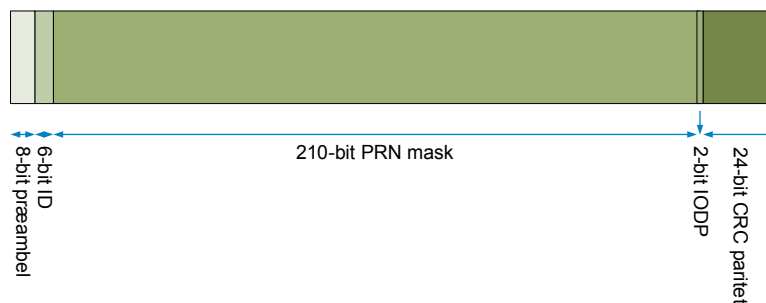 8-bit præambel
6-bit ID
210-bit PRN mask
2-bit IODP
24-bit CRC paritet